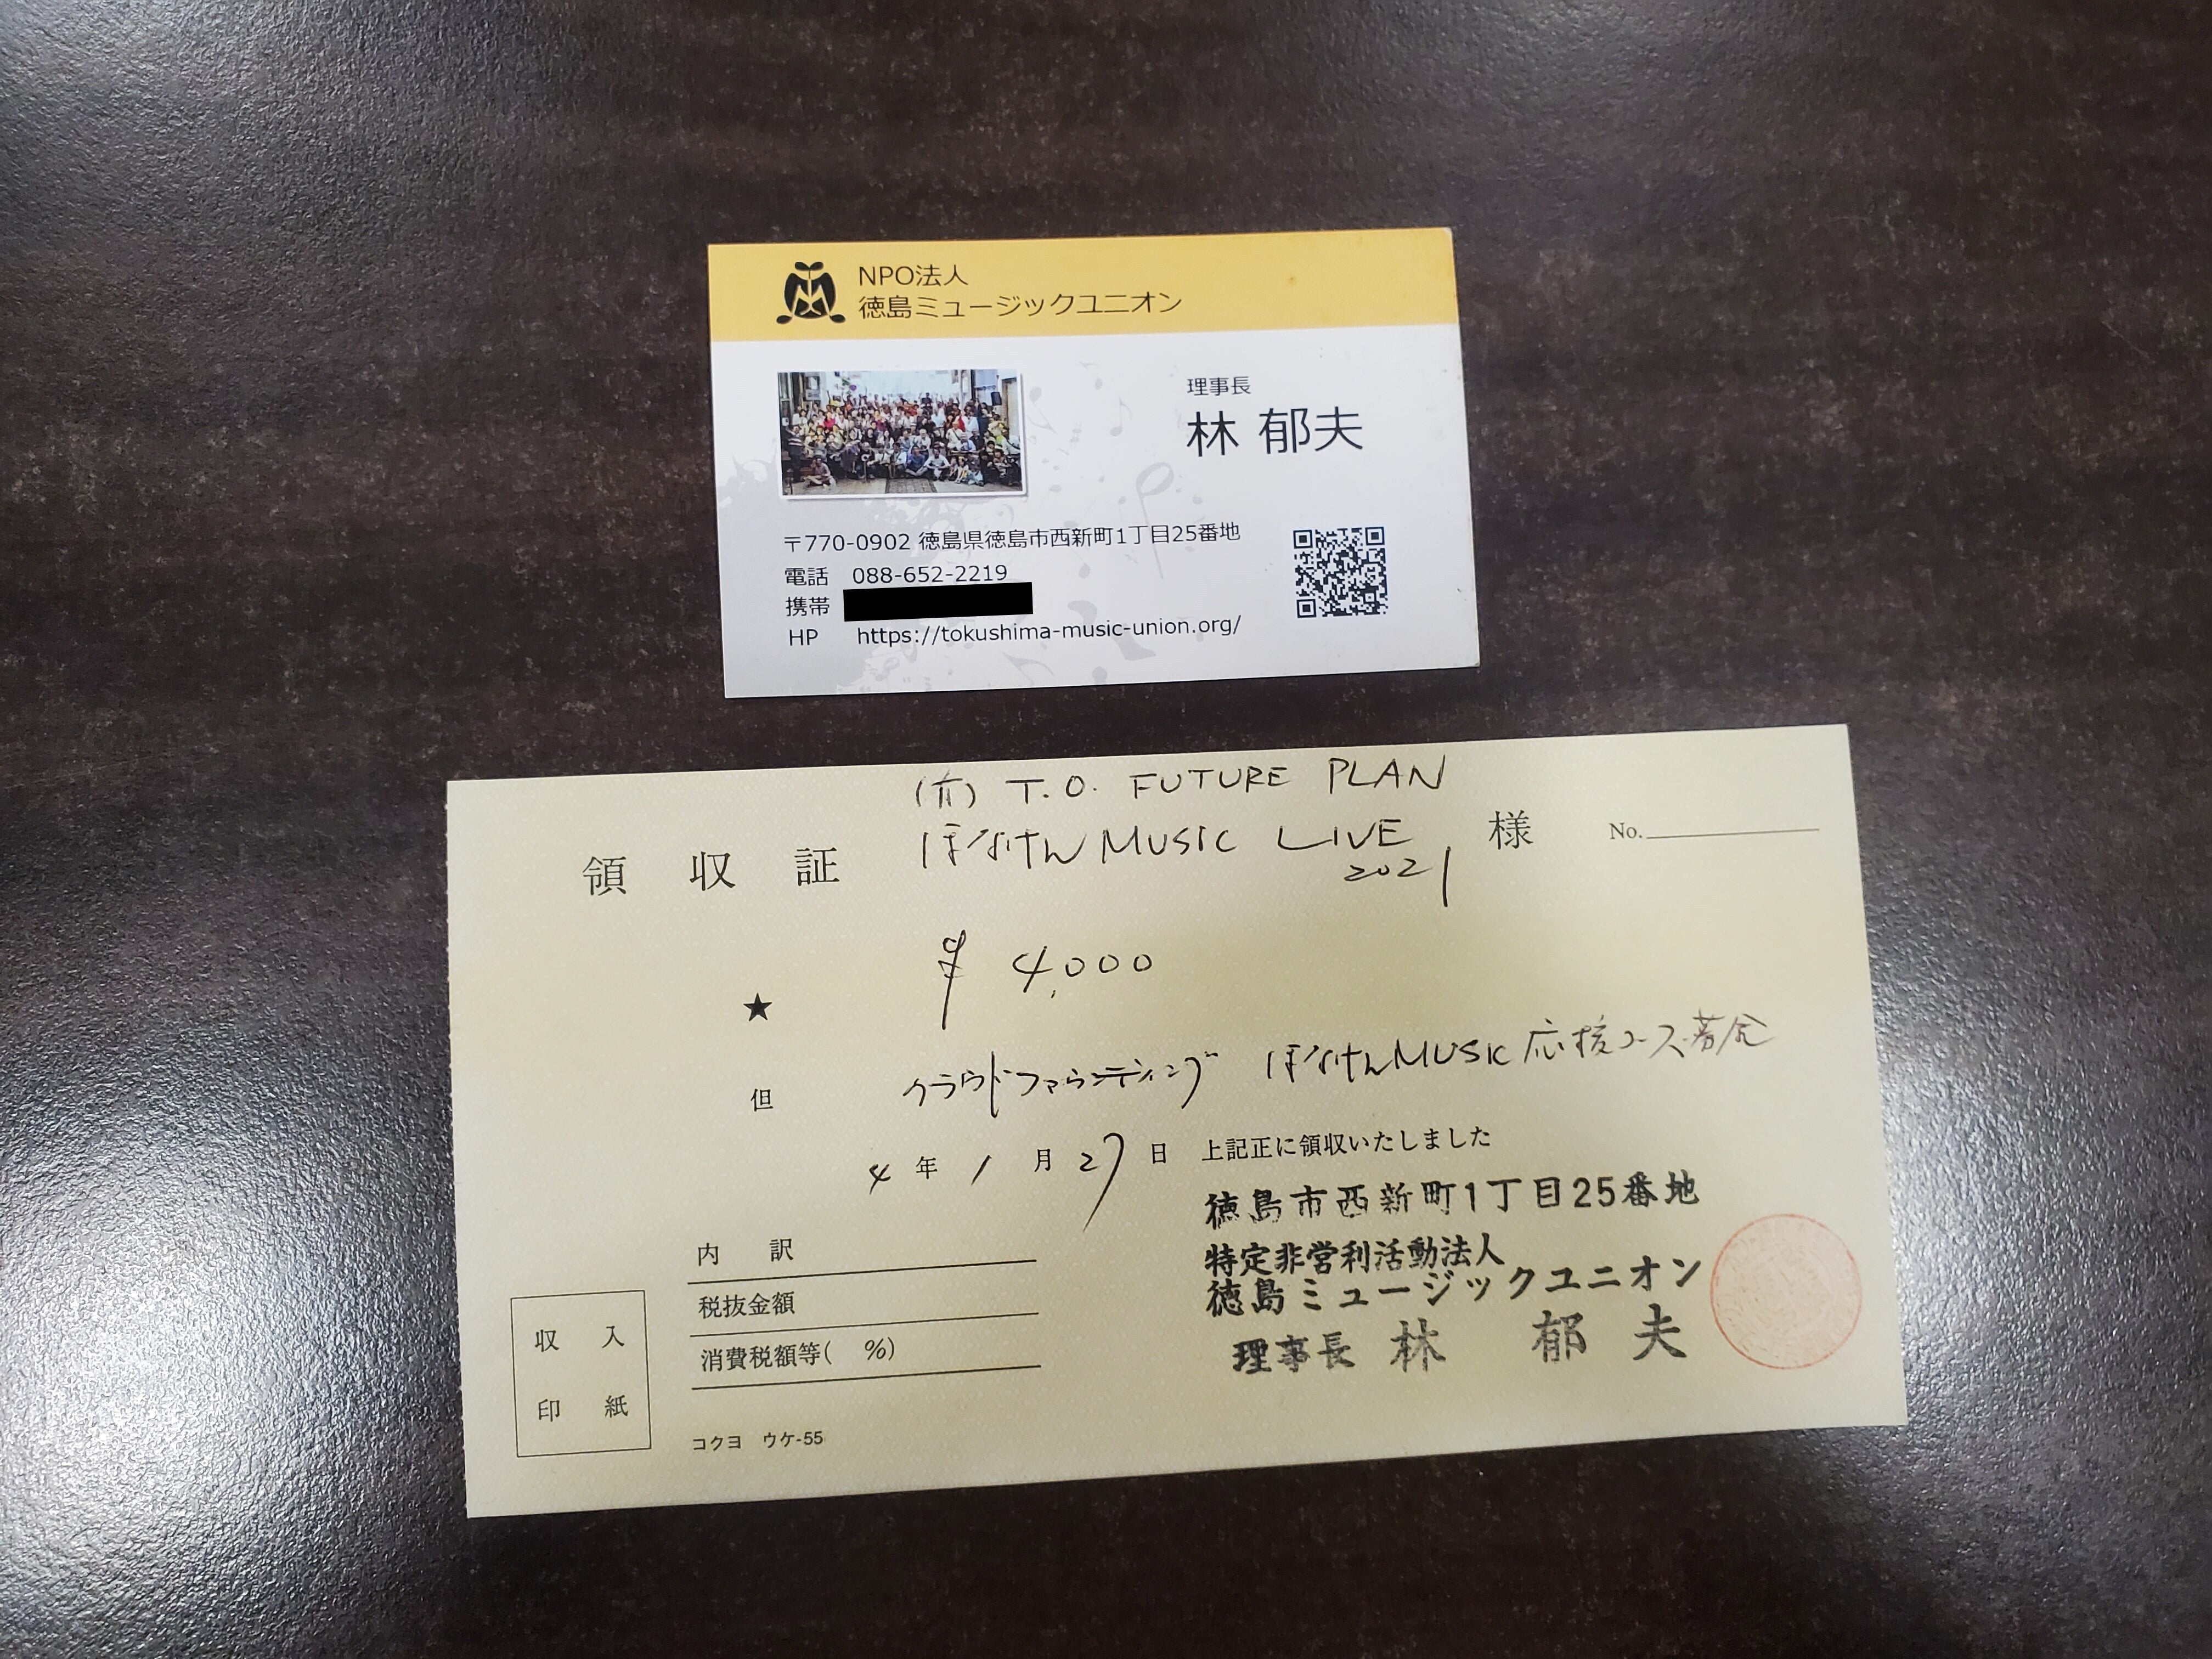 NPO法人
徳島ミュージックユニオン
理事長
林 郁夫
〒770-0902 徳島県徳島市西新町1丁目25番地
電話 088-652-2219
携帯
HP https://tokushima-music-union.org/
(有) T.O. FUTURE PLAN
領収証 ほなけんMUSIC LIVE 2021 様 No.
★ ¥4,000
但 クラウドファウンディング ほなけんMUSIC応援コース募金
4年1月27日 上記正に領収いたしました
徳島市西新町1丁目25番地
特定非営利活動法人
徳島ミュージックユニオン
理事長 林 郁夫
内訳
税抜金額
消費税額等( %)
収入
印紙
コクヨ ウケ-55